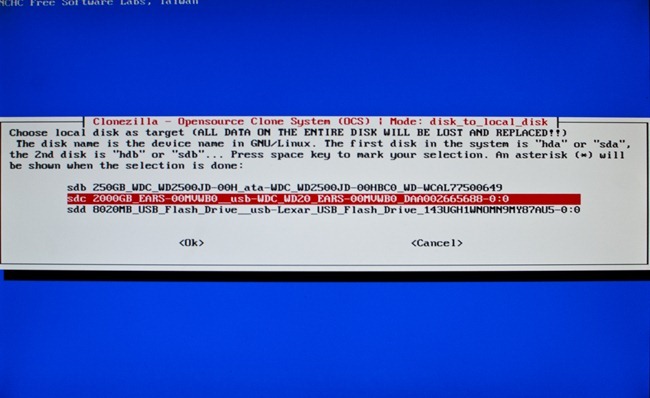 NCHC Free Software Labs, Taiwan
Clonezilla - Opensource Clone System (OCS) | Mode: disk_to_local_disk
Choose local disk as target (ALL DATA ON THE ENTIRE DISK WILL BE LOST AND REPLACED!!)
The disk name is the device name in GNU/Linux. The first disk in the system is "hda" or "sda",
the 2nd disk is "hdb" or "sdb"... Press space key to mark your selection. An asterisk (*) will
be shown when the selection is done:
sdb 250GB_WDC_WD2500JD-00H_ata-WDC_WD2500JD-00HBC0_WD-WCAL77500649
sdc 2000GB_EARS-00MVWB0__usb-WDC_WD20_EARS-00MVWB0_DAA002665688-0:0
sdd 8020MB_USB_Flash_Drive__usb-Lexar_USB_Flash_Drive_143UGH1WNOMN9MY87AU5-0:0
<Ok> <Cancel>